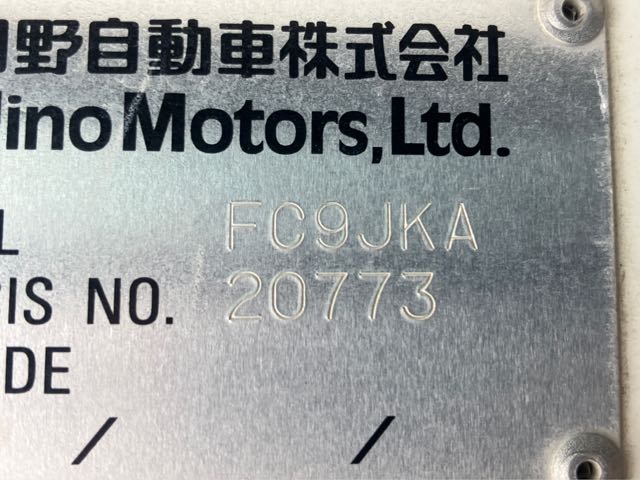 野自動車株式会社
ino Motors, Ltd.
L FC9JKA
IS NO. 20773
DE
/ /